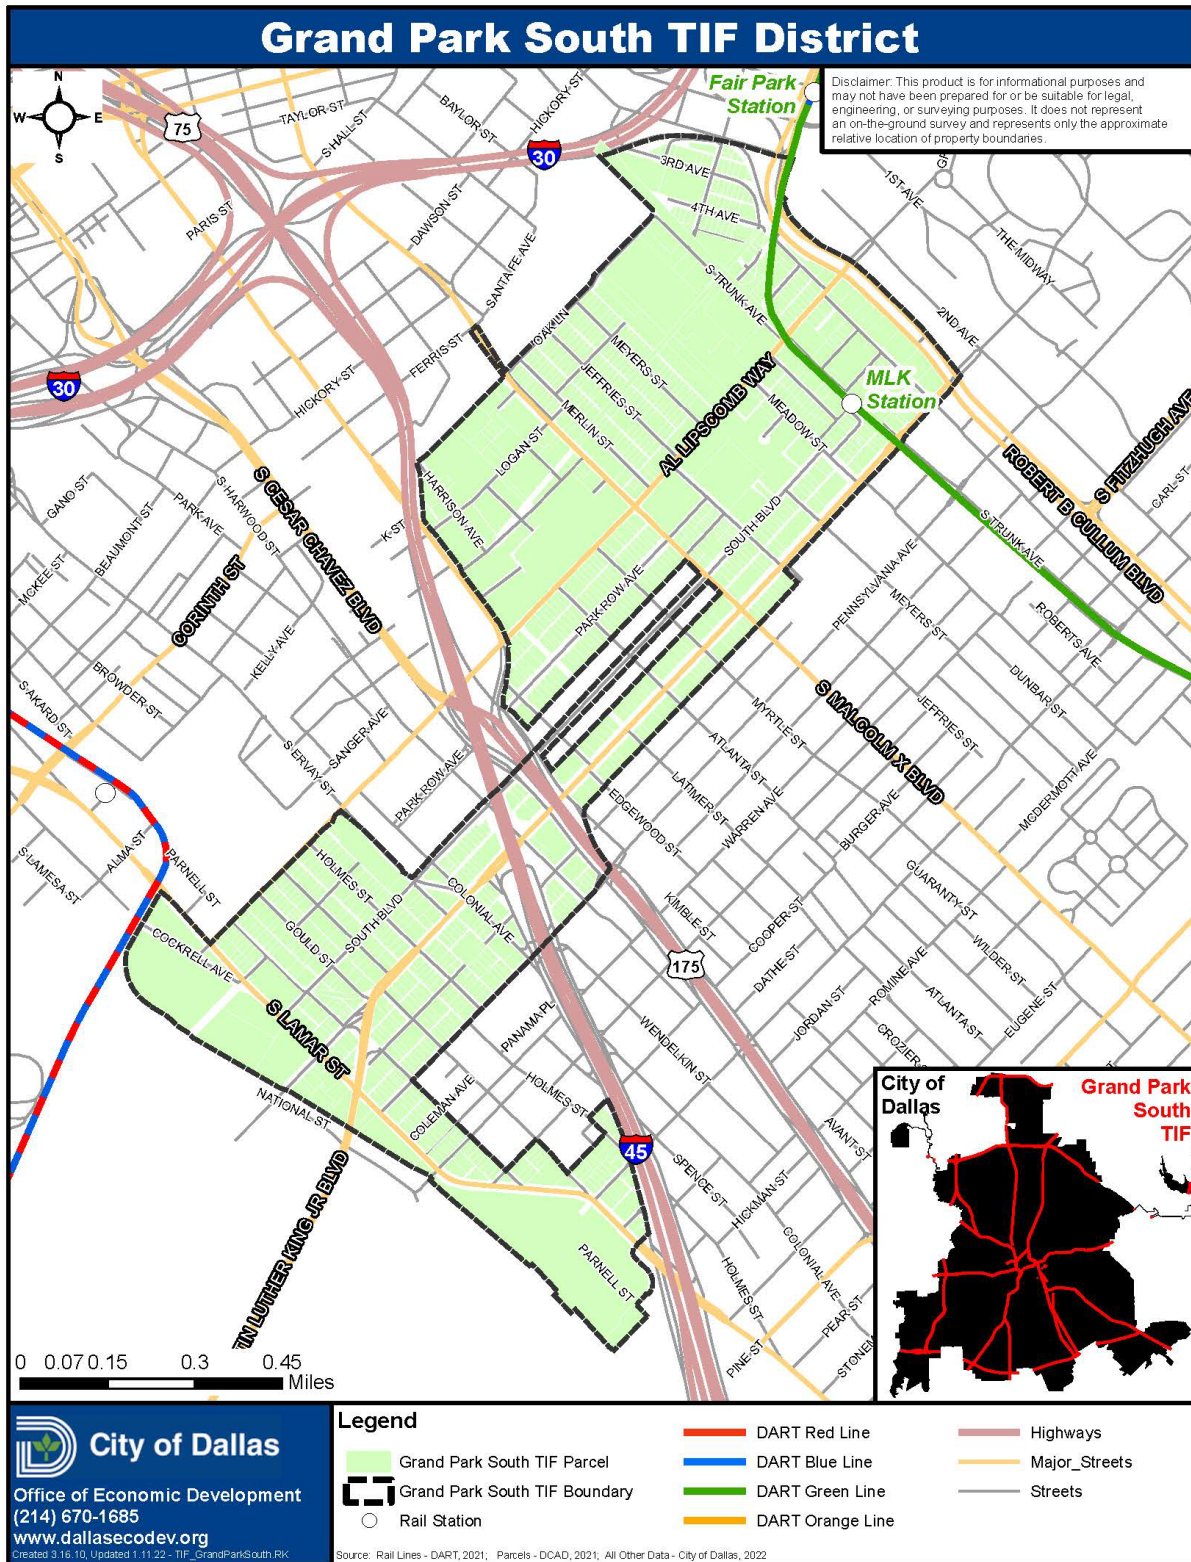 Grand Park South TIF District
N
W E
S
Disclaimer: This product is for informational purposes and
may not have been prepared for or be suitable for legal,
engineering, or surveying purposes. It does not represent
an on-the-ground survey and represents only the approximate
relative location of property boundaries.
Fair Park
Station
75
30
TAYLOR ST
S HALL ST
BAYLOR ST
HICKORY ST
3RD AVE
4TH AVE
1ST AVE
THE MIDWAY
2ND AVE
PARIS ST
DAWSON ST
SANTA FE AVE
S TRUNK AVE
OAK LN
FERRIS ST
HICKORY ST
30
MEYERS ST
JEFFRIES ST
MERLIN ST
LOGAN ST
AL LIPSCOMB WAY
MEADOW ST
MLK
Station
ROBERT B CULLUM BLVD
S FITZHUGH AVE
CARL ST
S TRUNK AVE
GANO ST
PARK AVE
BEAUMONT ST
S HARWOOD ST
S CESAR CHAVEZ BLVD
HARRISON AVE
K ST
MCKEE ST
CORINTH ST
SOUTH BLVD
PARK ROW AVE
PENNSYLVANIA AVE
MEYERS ST
ROBERTS AVE
DUNBAR ST
KELLY AVE
BROWDER ST
S AKARD ST
SANGER AVE
S ERVAY ST
PARK ROW AVE
S MALCOLM X BLVD
JEFFRIES ST
MYRTLE ST
ATLANTA ST
LATIMER ST
WARREN AVE
EDGEWOOD ST
BURGER AVE
MCDERMOTT AVE
ALMA ST
S LAMESA ST
PARNELL ST
HOLMES ST
SOUTH BLVD
COLONIAL AVE
GOULD ST
COCKRELL AVE
KIMBLE ST
COOPER ST
GUARANTY ST
175
DATHE ST
WILDER ST
ROMINE AVE
ATLANTA ST
EUGENE ST
JORDAN ST
S LAMAR ST
PANAMA PL
WENDELKIN ST
NATIONAL ST
COLEMAN AVE
HOLMES ST
45
AVANT ST
SPENCE ST
HICKMAN ST
COLONIAL AVE
HOLMES ST
PARNELL ST
PEAR ST
PINE ST
TIN LUTHER KING JR BLVD
City of
Dallas
Grand Park
South
TIF
0 0.07 0.15 0.3 0.45
Miles
City of Dallas
Office of Economic Development
(214) 670-1685
www.dallasecodev.org
Created 3.16.10, Updated 1.11.22 - TIF_GrandParkSouth.RK
Legend
Grand Park South TIF Parcel
Grand Park South TIF Boundary
Rail Station
DART Red Line
DART Blue Line
DART Green Line
DART Orange Line
Highways
Major_Streets
Streets
Source: Rail Lines - DART, 2021; Parcels - DCAD, 2021; All Other Data - City of Dallas, 2022